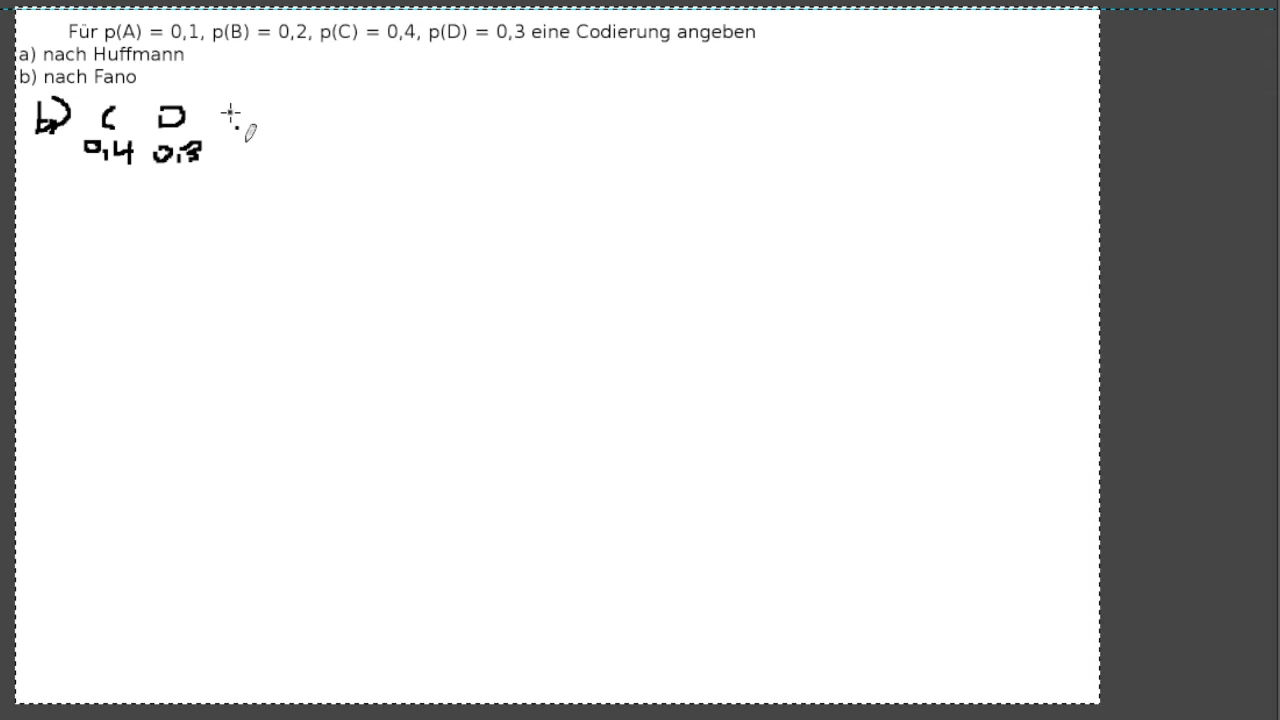 Für p(A) = 0,1, p(B) = 0,2, p(C) = 0,4, p(D) = 0,3 eine Codierung angeben
a) nach Huffmann
b) nach Fano
b) C D
0,4 0,3